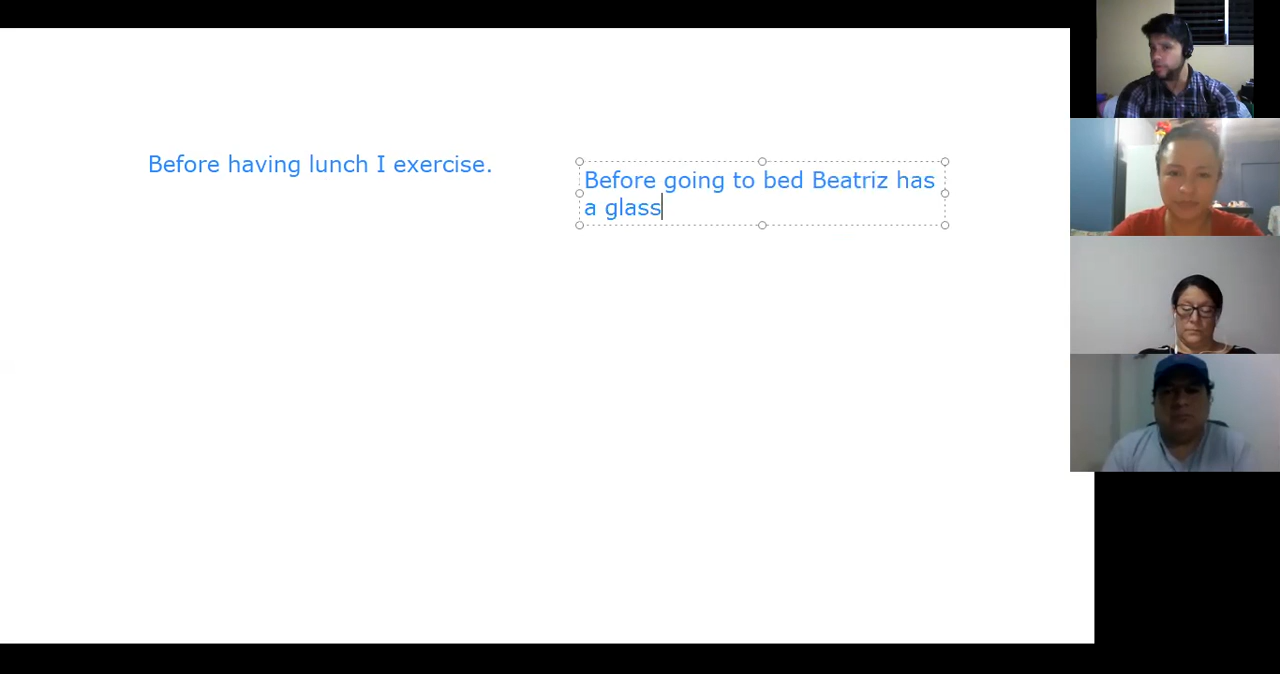 Before having lunch I exercise.
Before going to bed Beatriz has
a glass